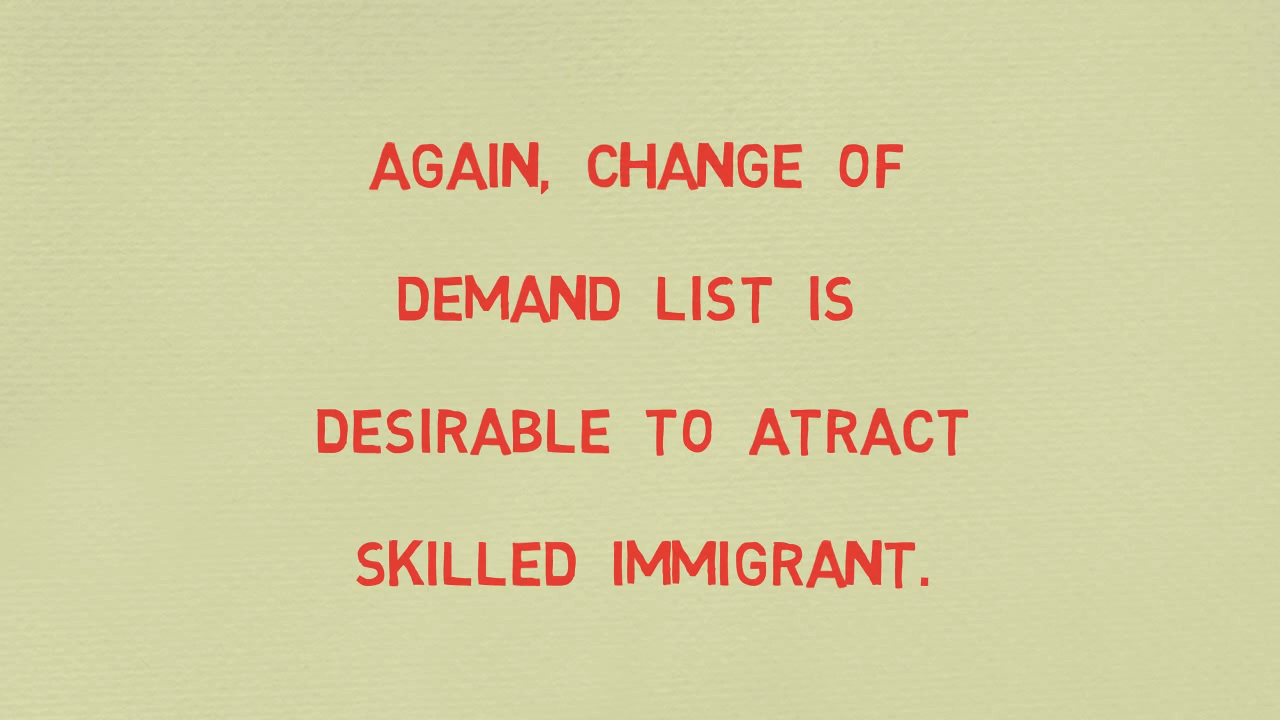 AGAIN, CHANGE OF
DEMAND LIST IS
DESIRABLE TO ATRACT
SKILLED IMMIGRANT.